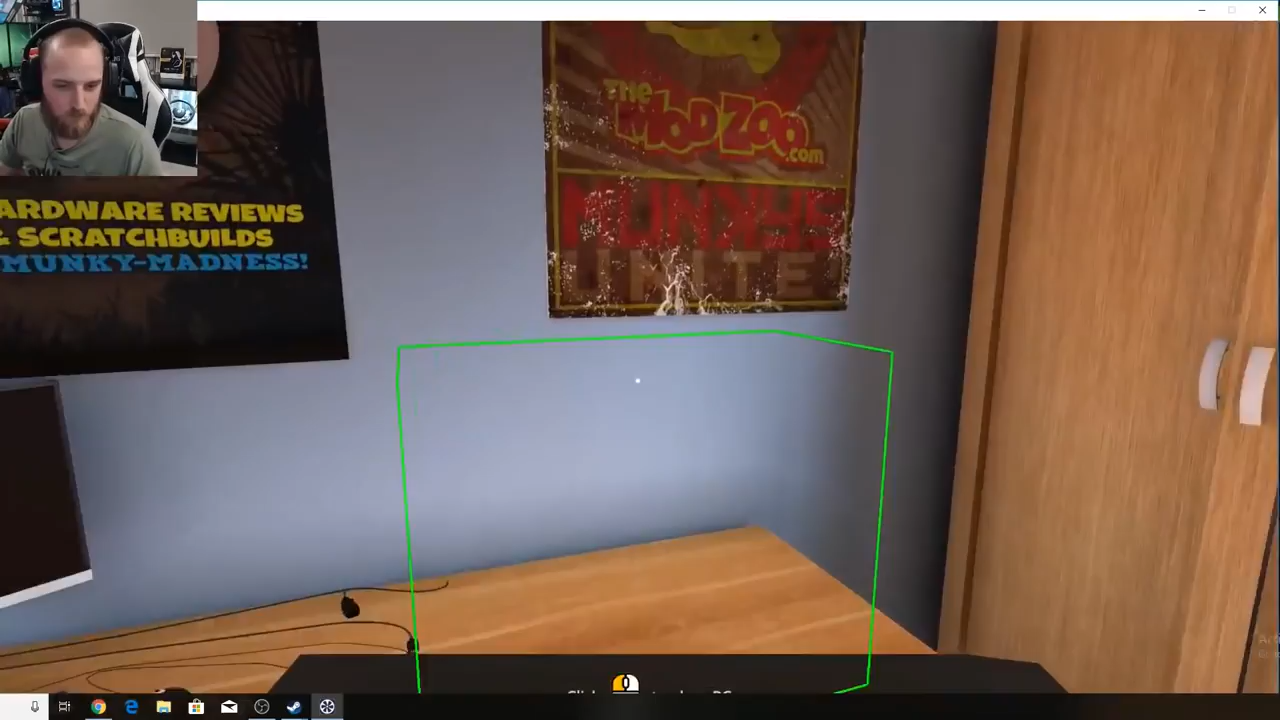 THE
MOD ZOO
.com
MUNKYS
UNITE!
ARDWARE REVIEWS
& SCRATCHBUILDS
MUNKY-MADNESS!